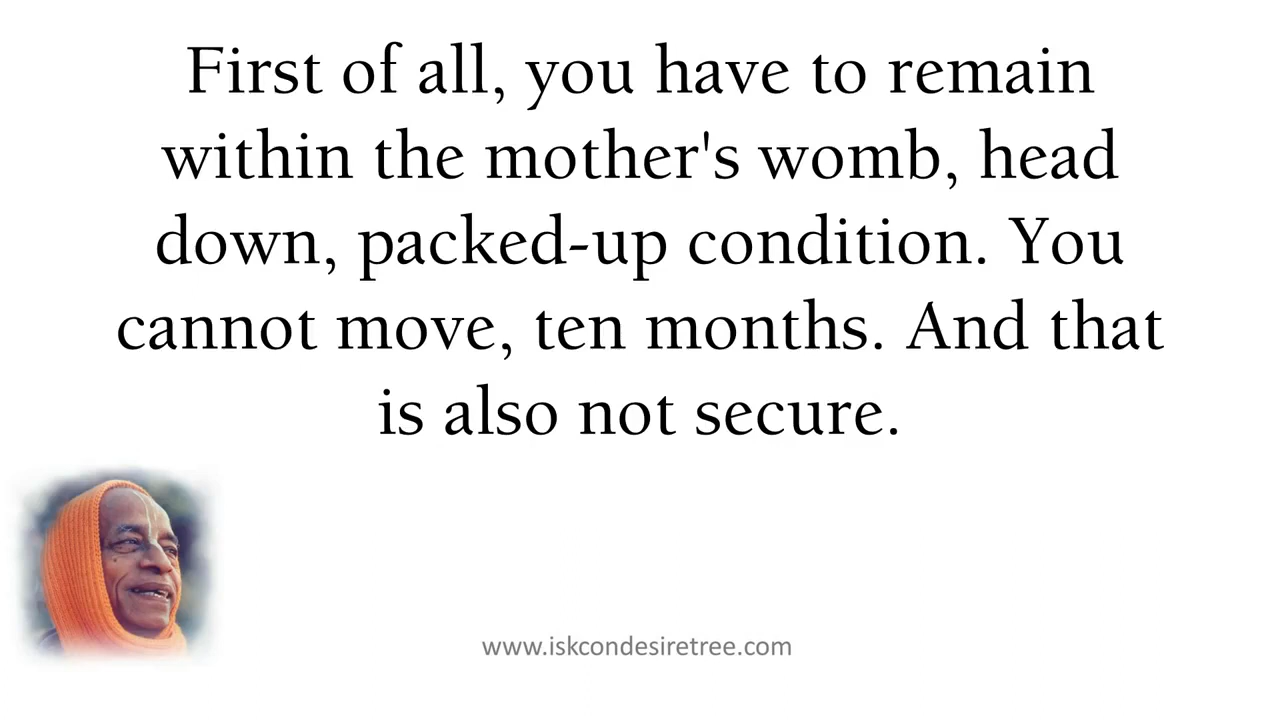 First of all, you have to remain
within the mother's womb, head
down, packed-up condition. You
cannot move, ten months. And that
is also not secure.
www.iskcondesiretree.com